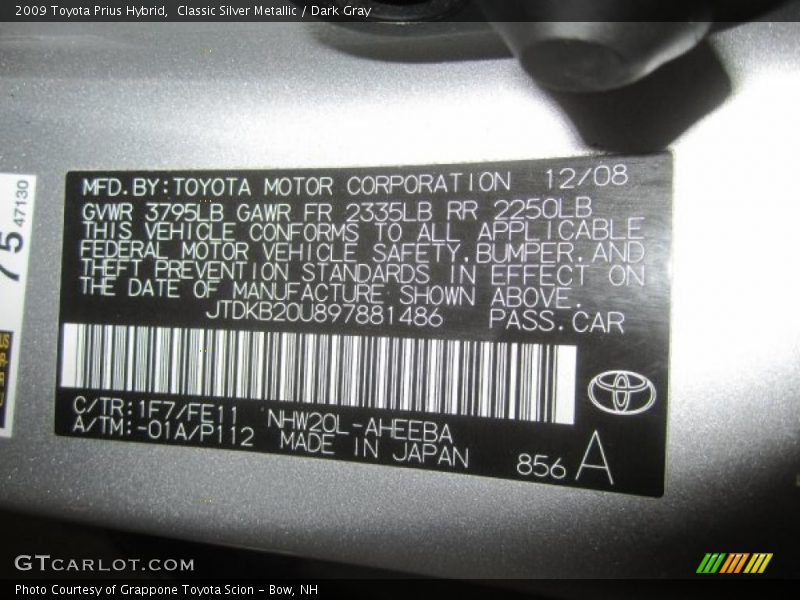 2009 Toyota Prius Hybrid,  Classic Silver Metallic / Dark Gray
75
47130
MFD.BY:TOYOTA MOTOR CORPORATION 12/08
GVWR 3795LB GAWR FR 2335LB RR 2250LB
THIS VEHICLE CONFORMS TO ALL APPLICABLE
FEDERAL MOTOR VEHICLE SAFETY.BUMPER.AND
THEFT PREVENTION STANDARDS IN EFFECT ON
THE DATE OF MANUFACTURE SHOWN ABOVE.
JTDKB20U897881486 PASS.CAR
C/TR:1F7/FE11 NHW20L-AHEEBA
A/TM:-01A/P112 MADE IN JAPAN
856 A
GTCARLOT.COM
Photo Courtesy of Grappone Toyota Scion – Bow, NH